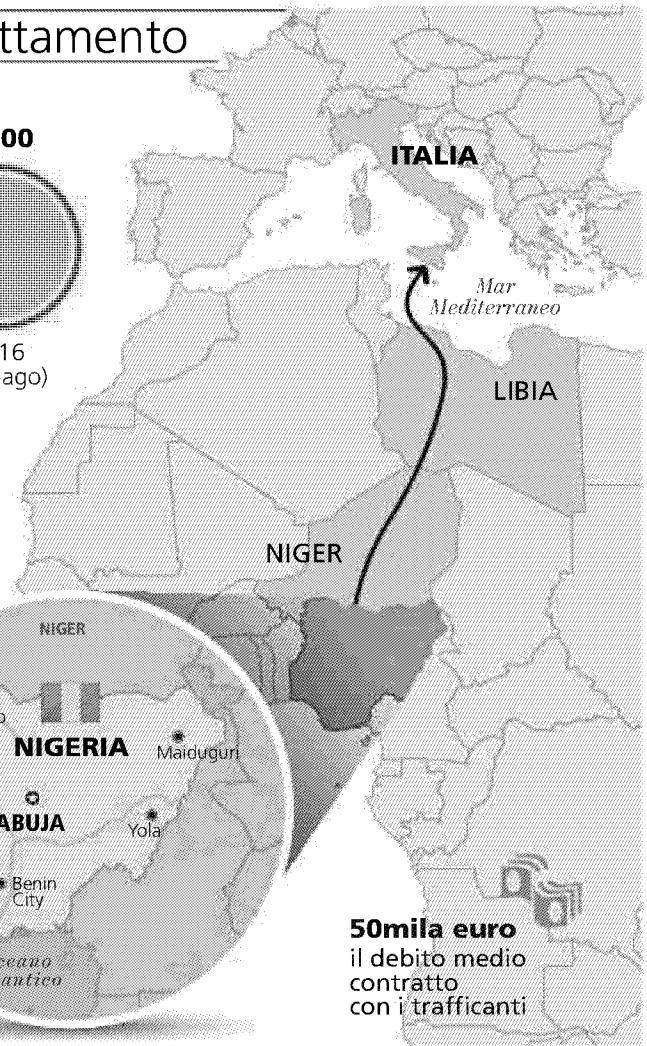 ttamento
00
ITALIA
Mar
Mediterraneo
16
-ago)
LIBIA
NIGER
NIGER
o
NIGERIA
Maiduguri
ABUJA
Yola
Benin
City
ceano
antico
50mila euro
il debito medio
contratto
con i trafficanti